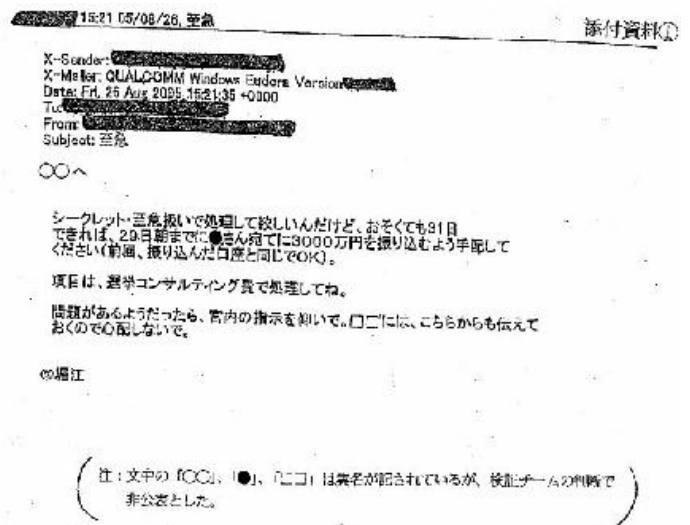 15:21 05/08/26, 至急
添付資料①
X-Sender:
X-Mailer: QUALCOMM Windows Eudora Version
Date: Fri, 26 Aug 2005 15:21:35 +0000
To:
From:
Subject: 至急
○○へ
シークレット・至急扱いで処理して欲しいんだけど、おそくても31日
できれば、29日朝までに●さん宛てに3000万円を振り込むよう手配して
ください(前回、振り込んだ口座と同じでOK)。
項目は、選挙コンサルティング費で処理してね。
問題があるようだったら、宮内の指示を仰いで。□□には、こちらからも伝えて
おくので心配しないで。
@堀江
注:文中の「○○」、「●」、「□□」は実名が記されているが、検証チームの判断で
非公表とした。